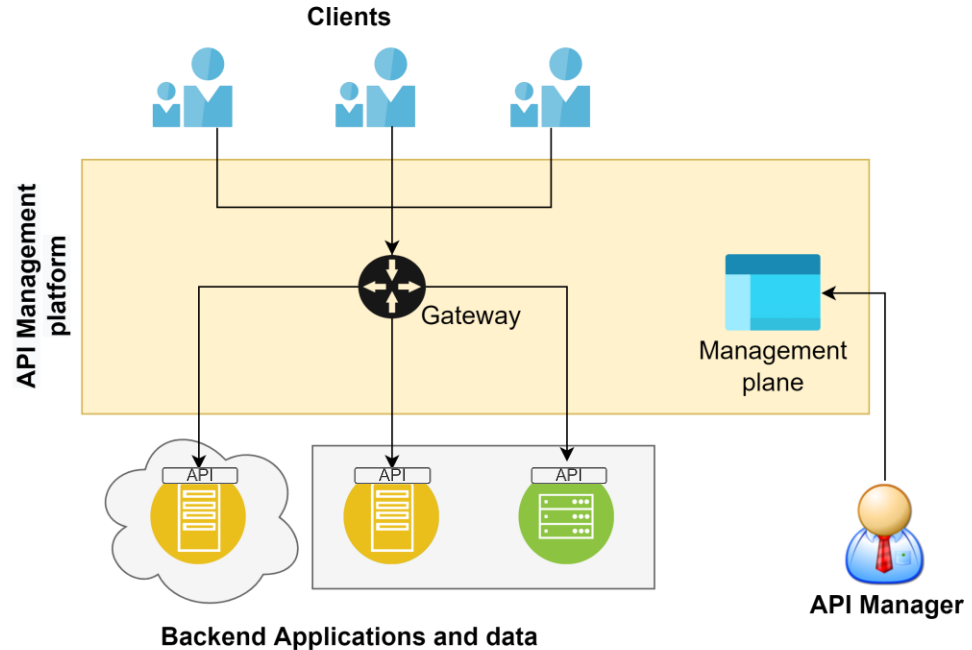 Clients
API Management
platform
Gateway
Management
plane
API
API
API
API Manager
Backend Applications and data